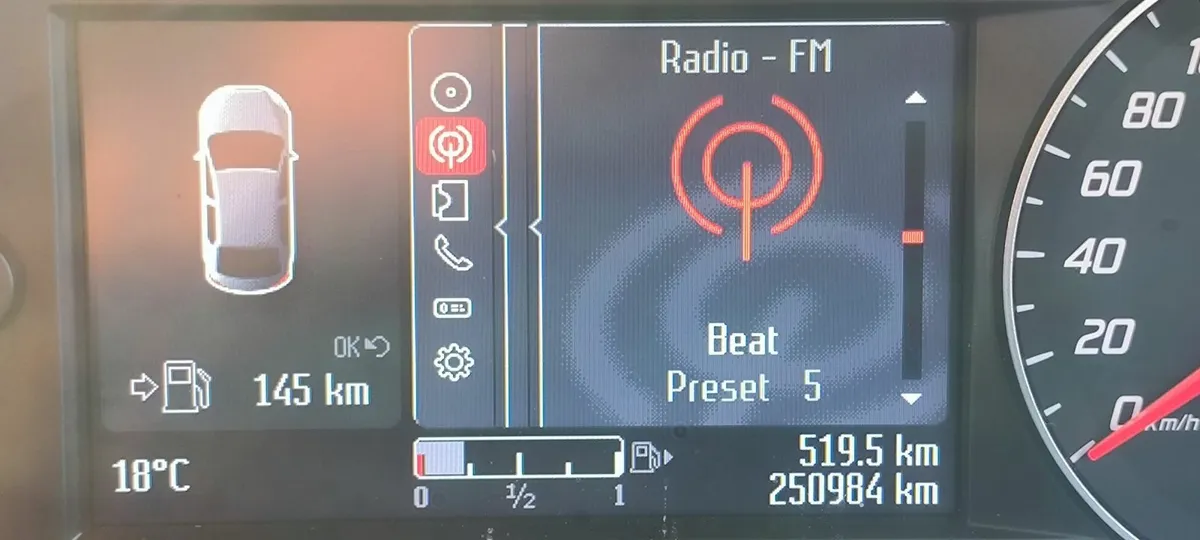 Radio - FM
Beat
Preset 5
OK
145 km
18°C
0 ½ 1
519.5 km
250984 km
80
60
40
20
0 km/h